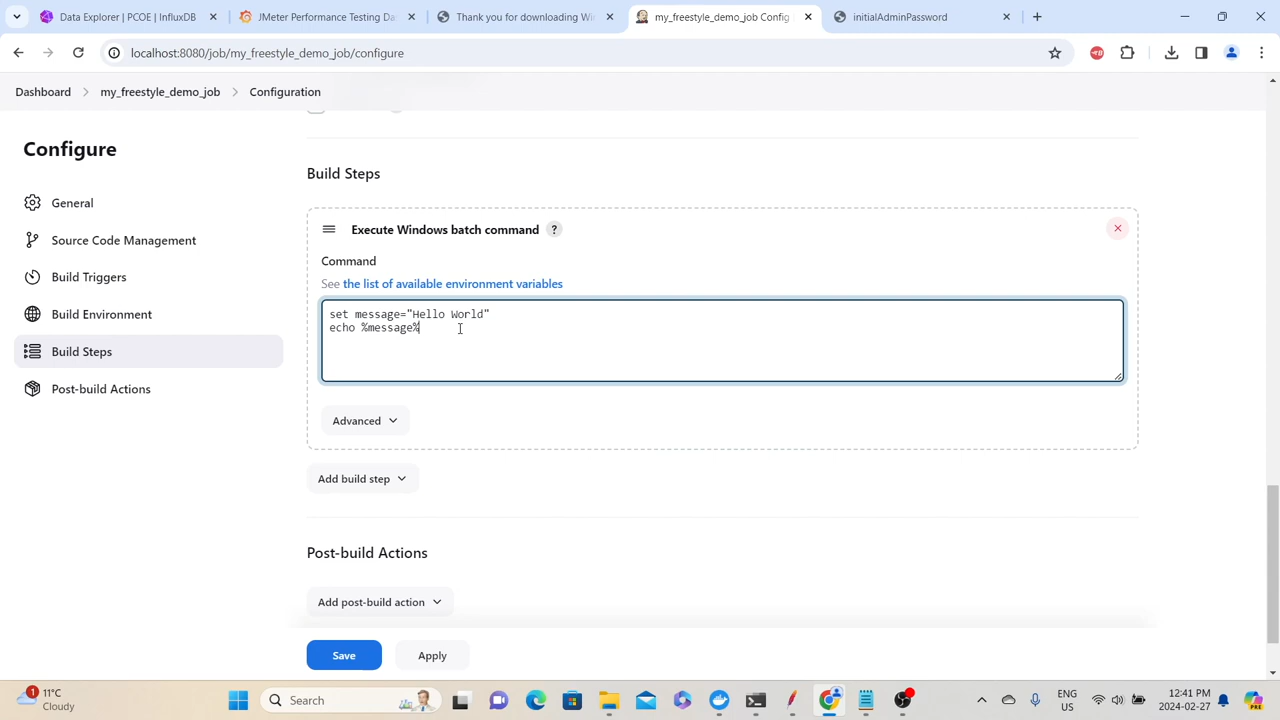 Data Explorer | PCOE | InfluxDB
JMeter Performance Testing Da
Thank you for downloading Wi
my_freestyle_demo_job Config
initialAdminPassword
localhost:8080/job/my_freestyle_demo_job/configure
Dashboard
my_freestyle_demo_job
Configuration
Configure
General
Source Code Management
Build Triggers
Build Environment
Build Steps
Post-build Actions
Build Steps
Execute Windows batch command ?
Command
See the list of available environment variables
set message="Hello World"
echo %message%
Advanced
Add build step
Post-build Actions
Add post-build action
Save
Apply
1
11°C
Cloudy
Search
ENG
US
12:41 PM
2024-02-27
PRE